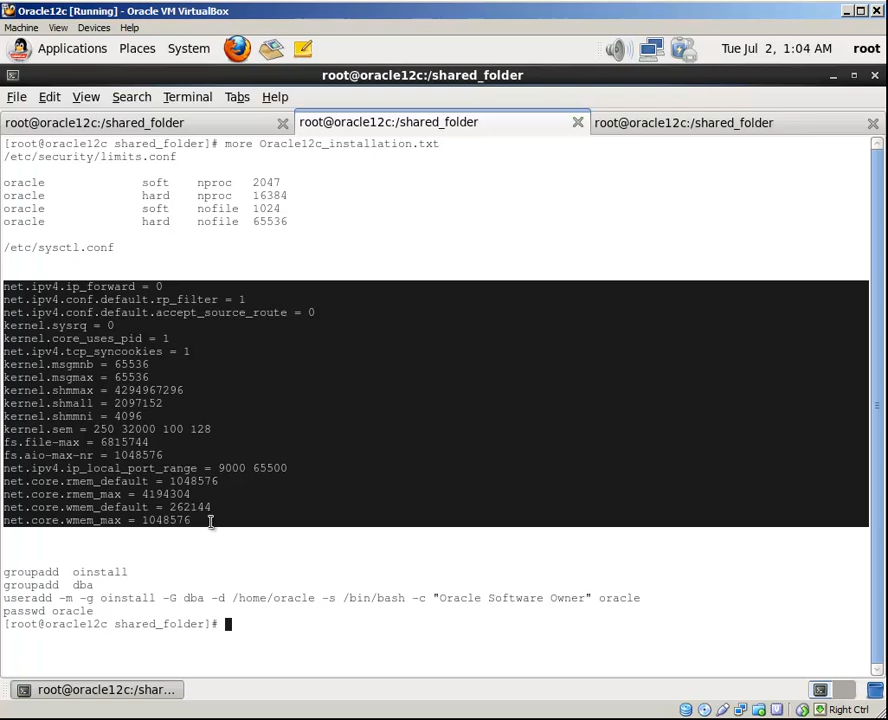 Oracle12c [Running] - Oracle VM VirtualBox
Machine View Devices Help
Applications Places System Tue Jul 2, 1:04 AM root
root@oracle12c:/shared_folder
File Edit View Search Terminal Tabs Help
root@oracle12c:/shared_folder root@oracle12c:/shared_folder root@oracle12c:/shared_folder
[root@oracle12c shared_folder]# more Oracle12c_installation.txt
/etc/security/limits.conf
oracle soft nproc 2047
oracle hard nproc 16384
oracle soft nofile 1024
oracle hard nofile 65536
/etc/sysctl.conf
net.ipv4.ip_forward = 0
net.ipv4.conf.default.rp_filter = 1
net.ipv4.conf.default.accept_source_route = 0
kernel.sysrq = 0
kernel.core_uses_pid = 1
net.ipv4.tcp_syncookies = 1
kernel.msgmnb = 65536
kernel.msgmax = 65536
kernel.shmmax = 4294967296
kernel.shmall = 2097152
kernel.shmmni = 4096
kernel.sem = 250 32000 100 128
fs.file-max = 6815744
fs.aio-max-nr = 1048576
net.ipv4.ip_local_port_range = 9000 65500
net.core.rmem_default = 1048576
net.core.rmem_max = 4194304
net.core.wmem_default = 262144
net.core.wmem_max = 1048576
groupadd oinstall
groupadd dba
useradd -m -g oinstall -G dba -d /home/oracle -s /bin/bash -c "Oracle Software Owner" oracle
passwd oracle
[root@oracle12c shared_folder]#
root@oracle12c:/shar...
Right Ctrl